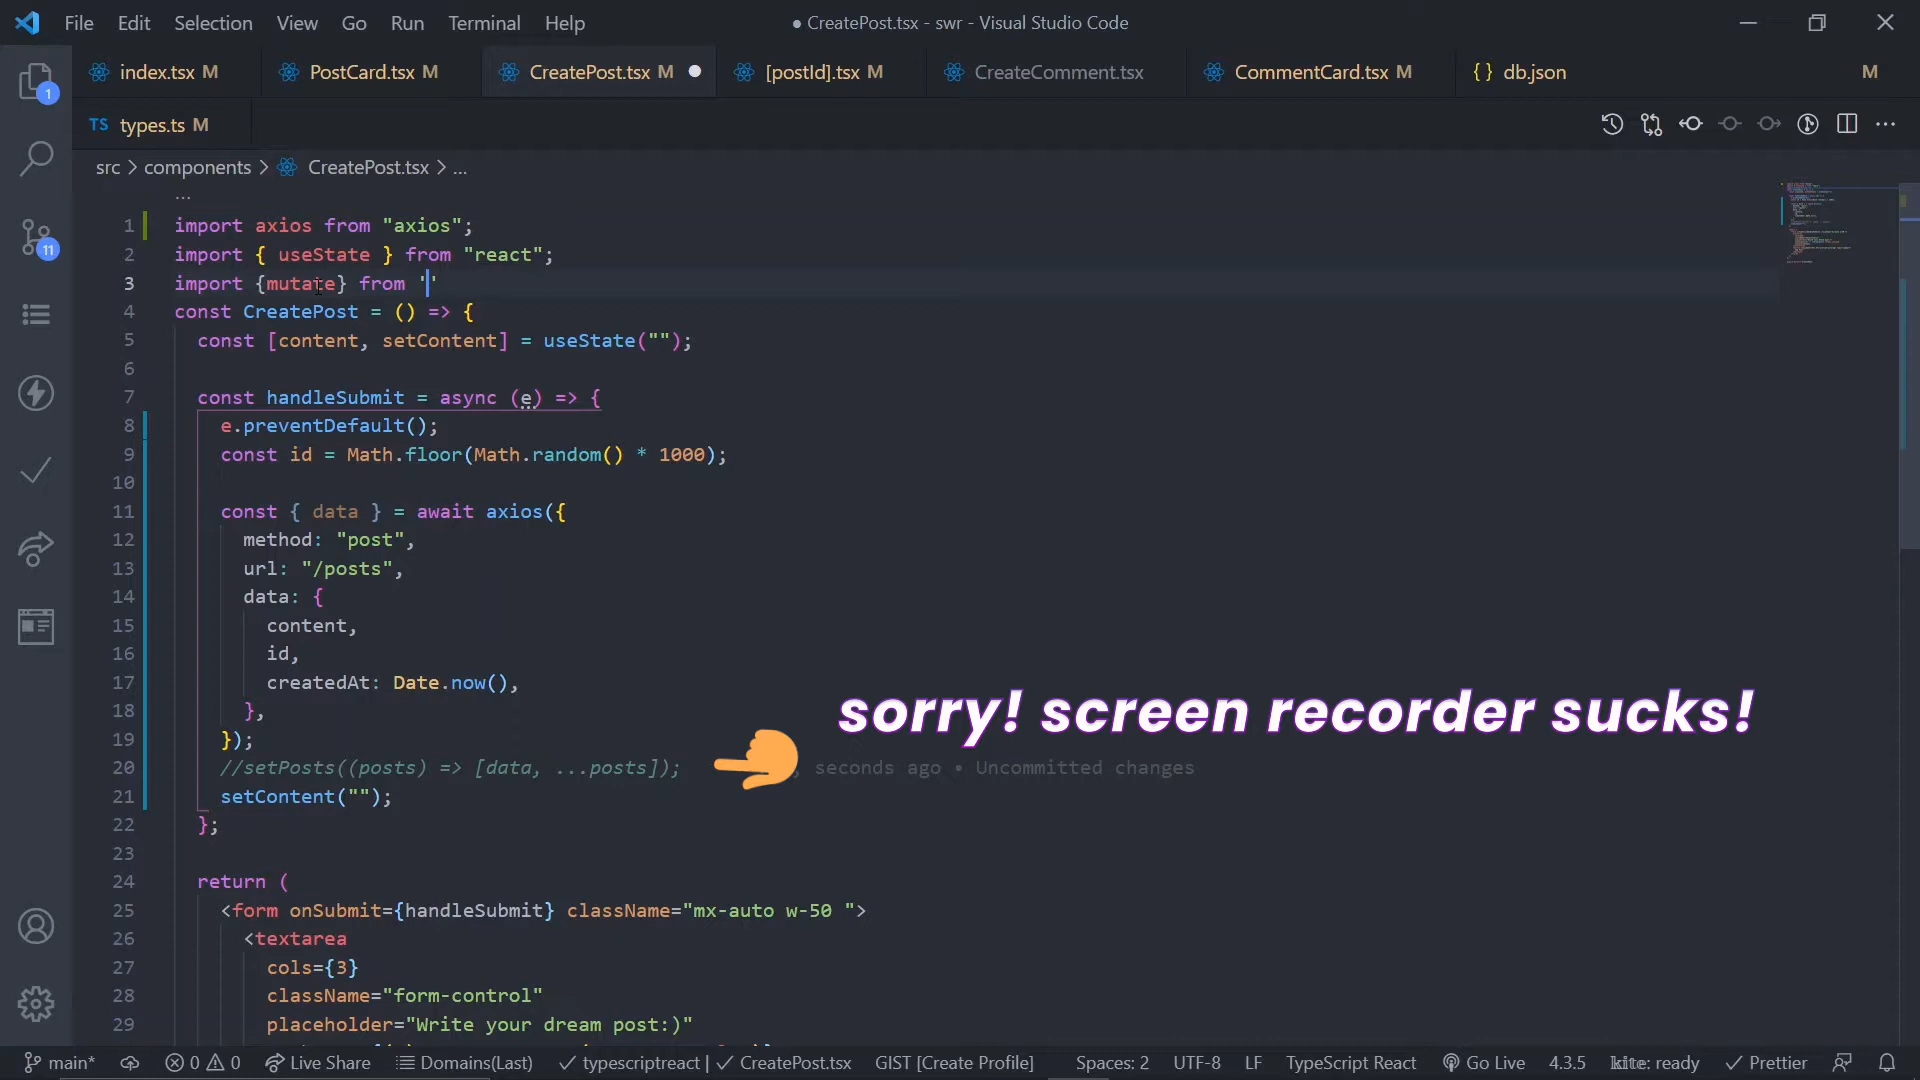 File Edit Selection View Go Run Terminal Help ● CreatePost.tsx - swr - Visual Studio Code
index.tsx M PostCard.tsx M CreatePost.tsx M ● [postId].tsx M CreateComment.tsx CommentCard.tsx M {} db.json M
1
TS types.ts M
src > components > CreatePost.tsx > ...
...
1 import axios from "axios";
2 import { useState } from "react";
3 import {mutate} from ''
4 const CreatePost = () => {
5 const [content, setContent] = useState("");
6
7 const handleSubmit = async (e) => {
8 e.preventDefault();
9 const id = Math.floor(Math.random() * 1000);
10
11 const { data } = await axios({
12 method: "post",
13 url: "/posts",
14 data: {
15 content,
16 id,
17 createdAt: Date.now(),
18 },
19 });
20 //setPosts((posts) => [data, ...posts]); seconds ago • Uncommitted changes
21 setContent("");
22 };
23
24 return (
25 <form onSubmit={handleSubmit} className="mx-auto w-50 ">
26 <textarea
27 cols={3}
28 className="form-control"
29 placeholder="Write your dream post:)"
11
sorry! screen recorder sucks!
main* 0 0 Live Share Domains(Last) typescriptreact | CreatePost.tsx GIST [Create Profile] Spaces: 2 UTF-8 LF TypeScript React Go Live 4.3.5 kite: ready Prettier